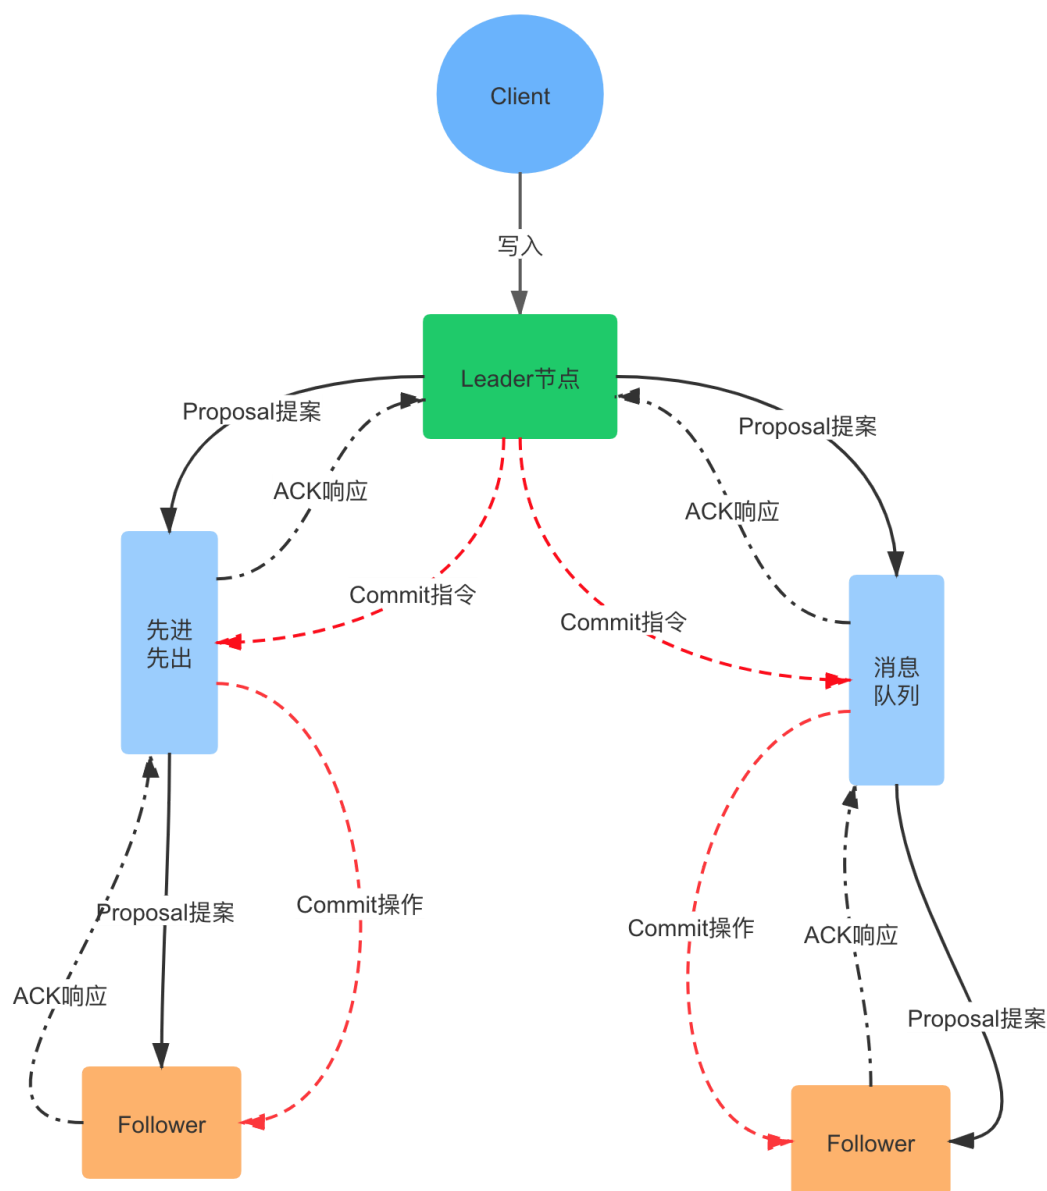 Client
写入
Leader节点
Proposal提案
Proposal提案
ACK响应
ACK响应
Commit指令
Commit指令
先进
先出
消息
队列
Commit操作
Proposal提案
Commit操作
ACK响应
ACK响应
Proposal提案
Follower
Follower